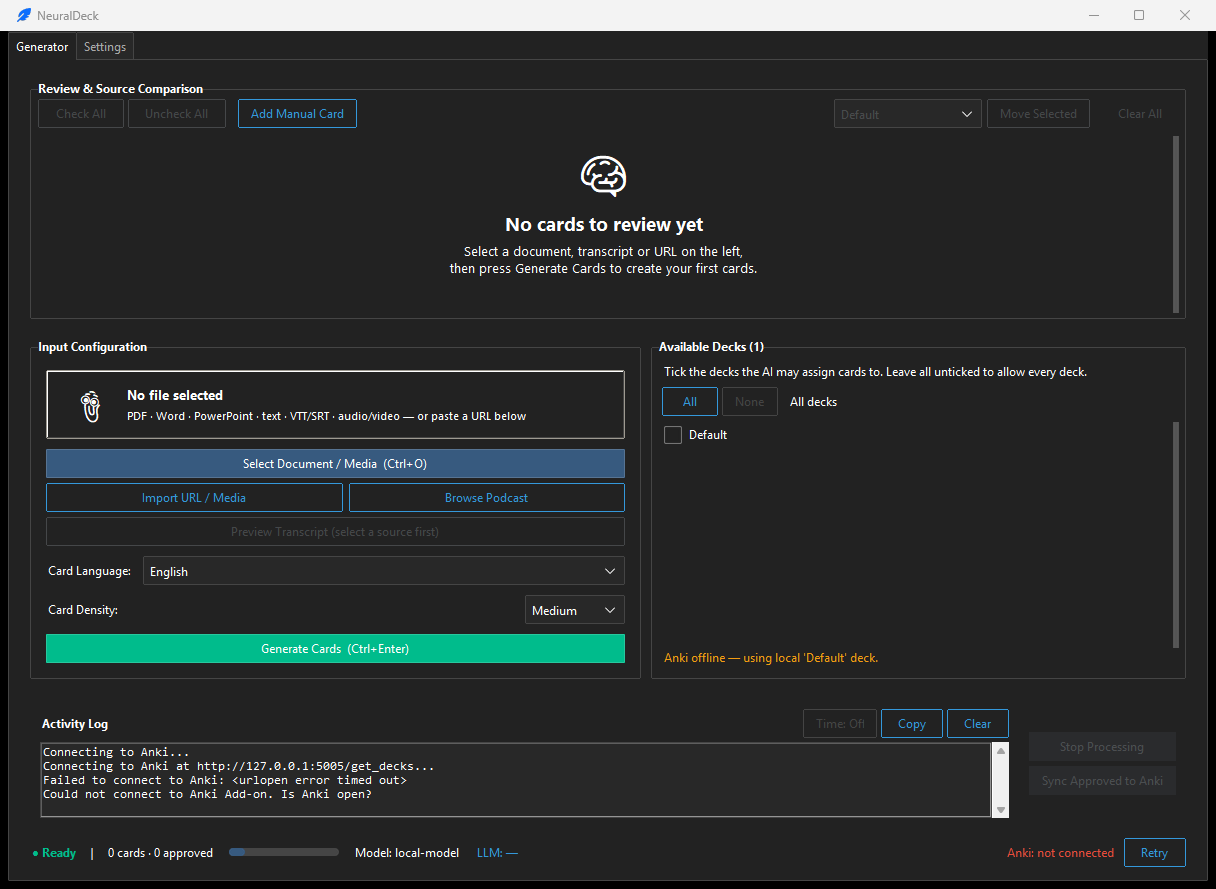 NeuralDeck
Generator Settings
Review & Source Comparison
Check All Uncheck All Add Manual Card Default Move Selected Clear All
No cards to review yet
Select a document, transcript or URL on the left,
then press Generate Cards to create your first cards.
Input Configuration
No file selected
PDF · Word · PowerPoint · text · VTT/SRT · audio/video — or paste a URL below
Select Document / Media (Ctrl+O)
Import URL / Media Browse Podcast
Preview Transcript (select a source first)
Card Language: English
Card Density: Medium
Generate Cards (Ctrl+Enter)
Available Decks (1)
Tick the decks the AI may assign cards to. Leave all unticked to allow every deck.
All None All decks
Default
Anki offline — using local 'Default' deck.
Activity Log Time: Off Copy Clear
Connecting to Anki...
Connecting to Anki at http://127.0.0.1:5005/get_decks...
Failed to connect to Anki: <urlopen error timed out>
Could not connect to Anki Add-on. Is Anki open?
Stop Processing
Sync Approved to Anki
● Ready | 0 cards · 0 approved Model: local-model LLM: — Anki: not connected Retry